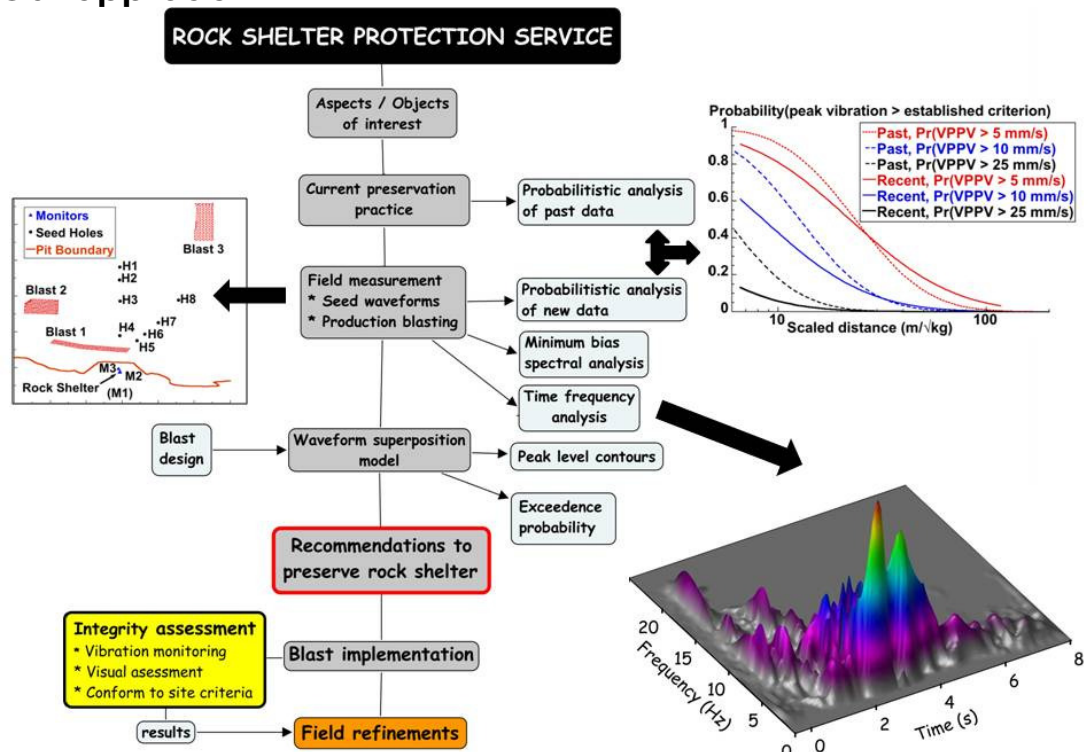 ROCK SHELTER PROTECTION SERVICE
Aspects / Objects
of interest
Current preservation
practice
Probabilitistic analysis
of past data
Field measurement
* Seed waveforms
* Production blasting
Probabilitistic analysis
of new data
Minimum bias
spectral analysis
Time frequency
analysis
Blast
design
Waveform superposition
model
Peak level contours
Exceedence
probability
Recommendations to
preserve rock shelter
Integrity assessment
* Vibration monitoring
* Visual asessment
* Conform to site criteria
Blast implementation
results
Field refinements
Monitors
Seed Holes
Pit Boundary
Blast 3
H1
H2
Blast 2
H3
H8
Blast 1
H4
H7
H6
H5
M3
M2
Rock Shelter
(M1)
Probability(peak vibration > established criterion)
1
0.8
0.6
0.4
0.2
0
Past, Pr(VPPV > 5 mm/s)
Past, Pr(VPPV > 10 mm/s)
Past, Pr(VPPV > 25 mm/s)
Recent, Pr(VPPV > 5 mm/s)
Recent, Pr(VPPV > 10 mm/s)
Recent, Pr(VPPV > 25 mm/s)
10
100
Scaled distance (m/√kg)
20
15
10
5
0
Frequency (Hz)
0
2
4
6
8
Time (s)